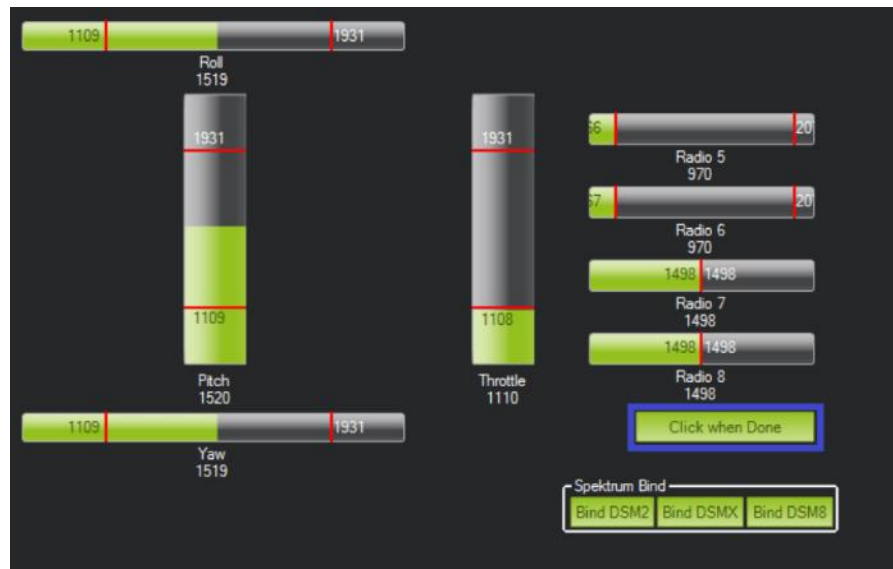 1109 1931
Roll
1519
1931
1109
Pitch
1520
1931
1108
Throttle
1110
66 20
Radio 5
970
67 20
Radio 6
970
1498 1498
Radio 7
1498
1498 1498
Radio 8
1498
Click when Done
1109 1931
Yaw
1519
Spektrum Bind
Bind DSM2 Bind DSMX Bind DSM8